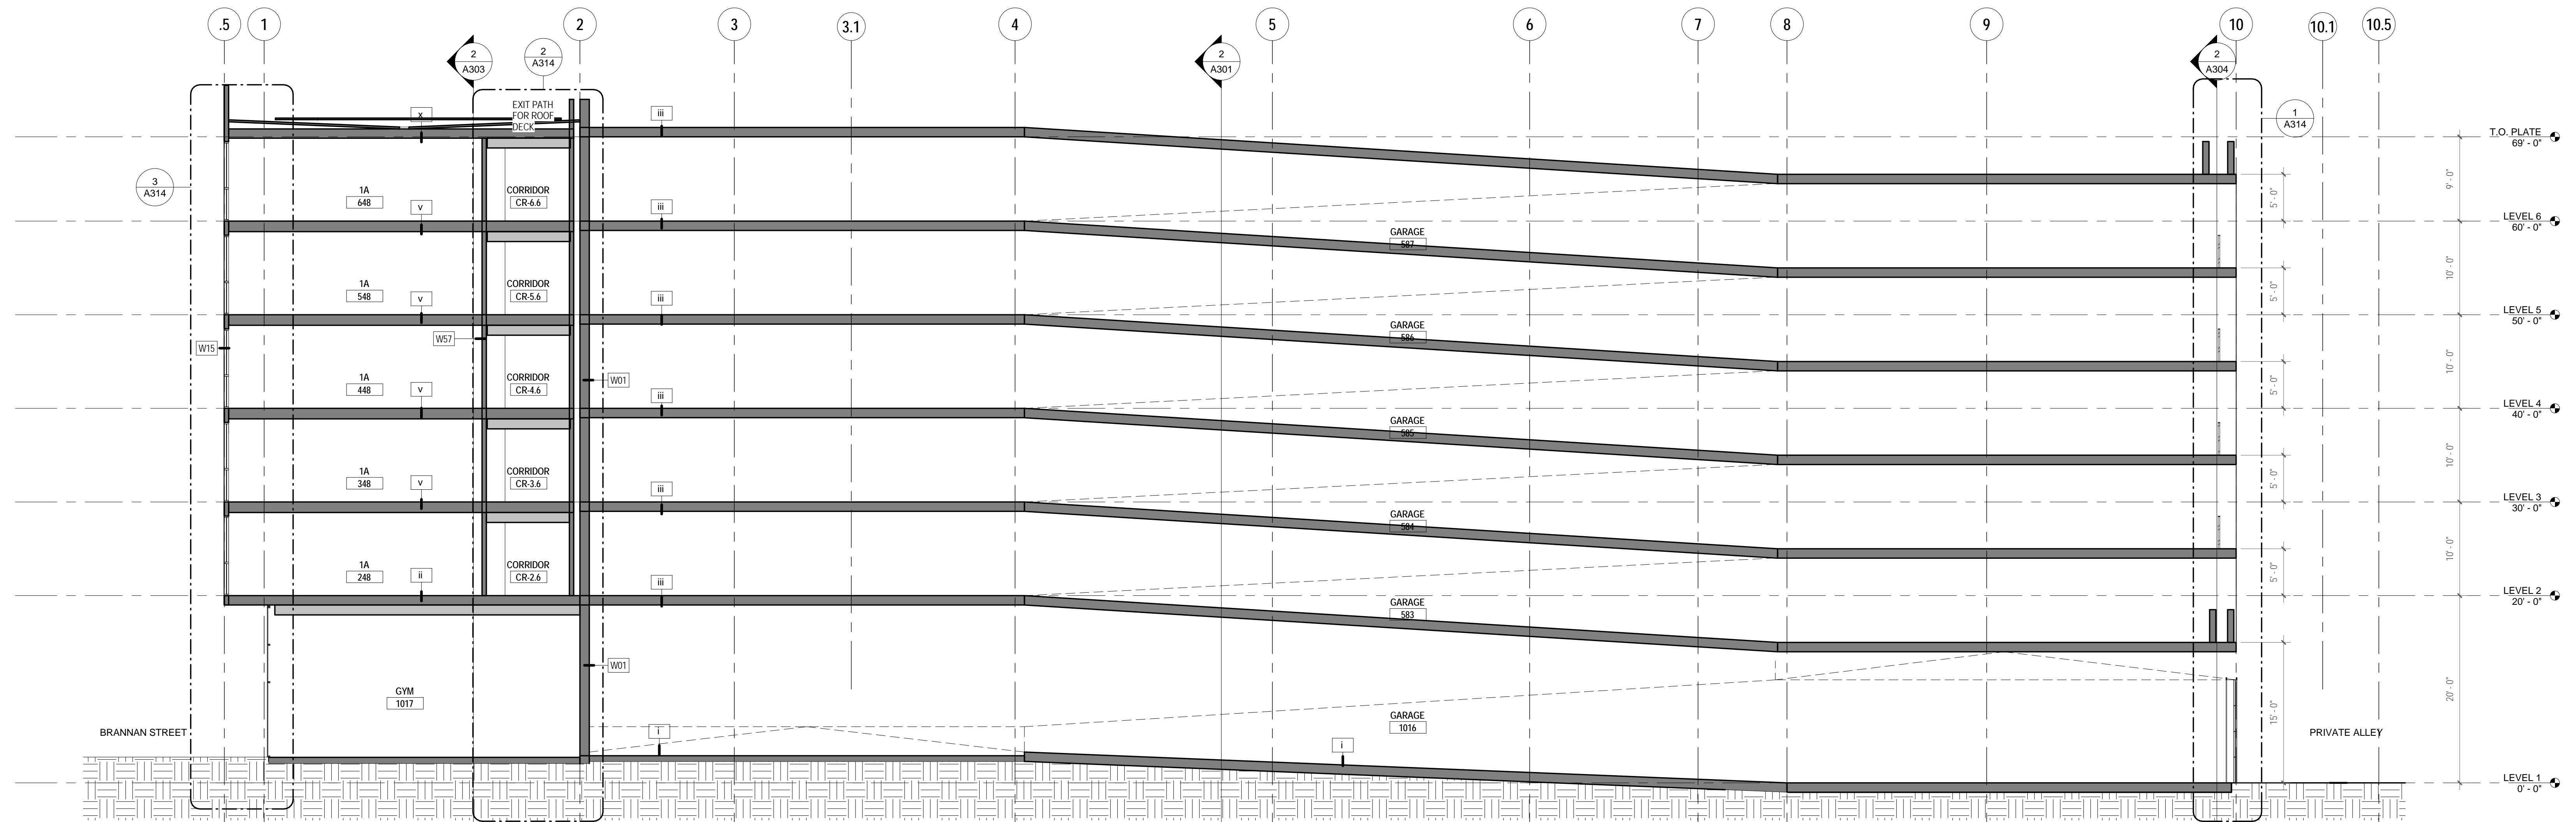 .5
1
2
3
3.1
4
5
6
7
8
9
10
10.1
10.5
2
A303
2
A314
2
A301
2
A304
1
A314
3
A314
EXIT PATH
FOR ROOF
DECK
x
iii
T.O. PLATE
69' - 0"
9' - 0"
5' - 0"
1A
648
CORRIDOR
CR-6.6
v
iii
LEVEL 6
60' - 0"
GARAGE
587
10' - 0"
5' - 0"
1A
548
CORRIDOR
CR-5.6
v
iii
LEVEL 5
50' - 0"
GARAGE
586
W15
W57
10' - 0"
5' - 0"
1A
448
CORRIDOR
CR-4.6
W01
v
iii
LEVEL 4
40' - 0"
GARAGE
585
10' - 0"
5' - 0"
1A
348
CORRIDOR
CR-3.6
v
iii
LEVEL 3
30' - 0"
GARAGE
584
10' - 0"
5' - 0"
1A
248
CORRIDOR
CR-2.6
ii
iii
LEVEL 2
20' - 0"
GARAGE
583
W01
20' - 0"
15' - 0"
GYM
1017
GARAGE
1016
BRANNAN STREET
PRIVATE ALLEY
i
i
LEVEL 1
0' - 0"